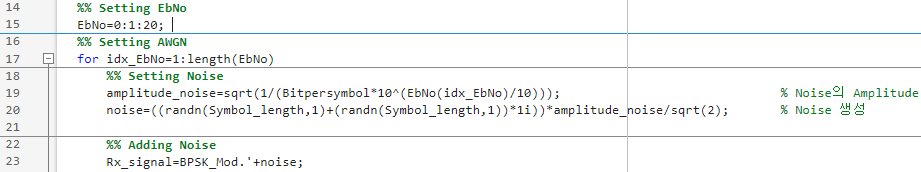 14 %% Setting EbNo
15 EbNo=0:1:20;
16 %% Setting AWGN
17 for idx_EbNo=1:length(EbNo)
18 %% Setting Noise
19 amplitude_noise=sqrt(1/(Bitpersymbol*10^(EbNo(idx_EbNo)/10))); % Noise의 Amplitude
20 noise=((randn(Symbol_length,1)+(randn(Symbol_length,1))*1i))*amplitude_noise/sqrt(2); % Noise 생성
21
22 %% Adding Noise
23 Rx_signal=BPSK_Mod.'+noise;